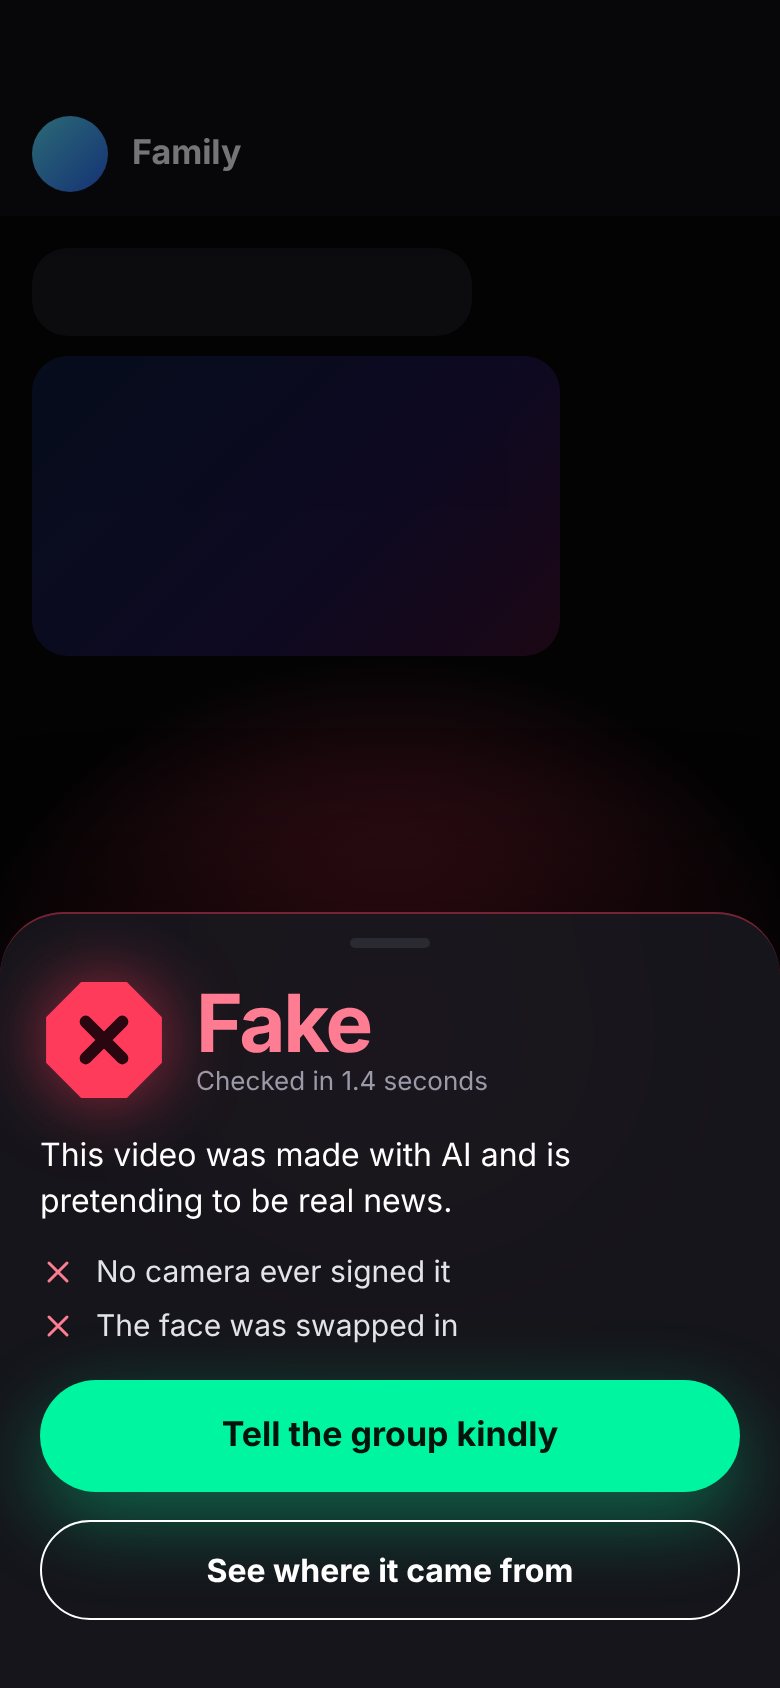 Family
Fake
Checked in 1.4 seconds
This video was made with AI and is
pretending to be real news.
No camera ever signed it
The face was swapped in
Tell the group kindly
See where it came from